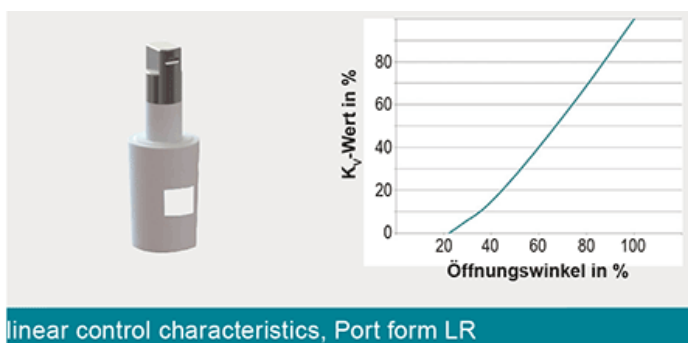 80
60
40
20
0
20 40 60 80 100
Kv-Wert in %
Öffnungswinkel in %
linear control characteristics, Port form LR